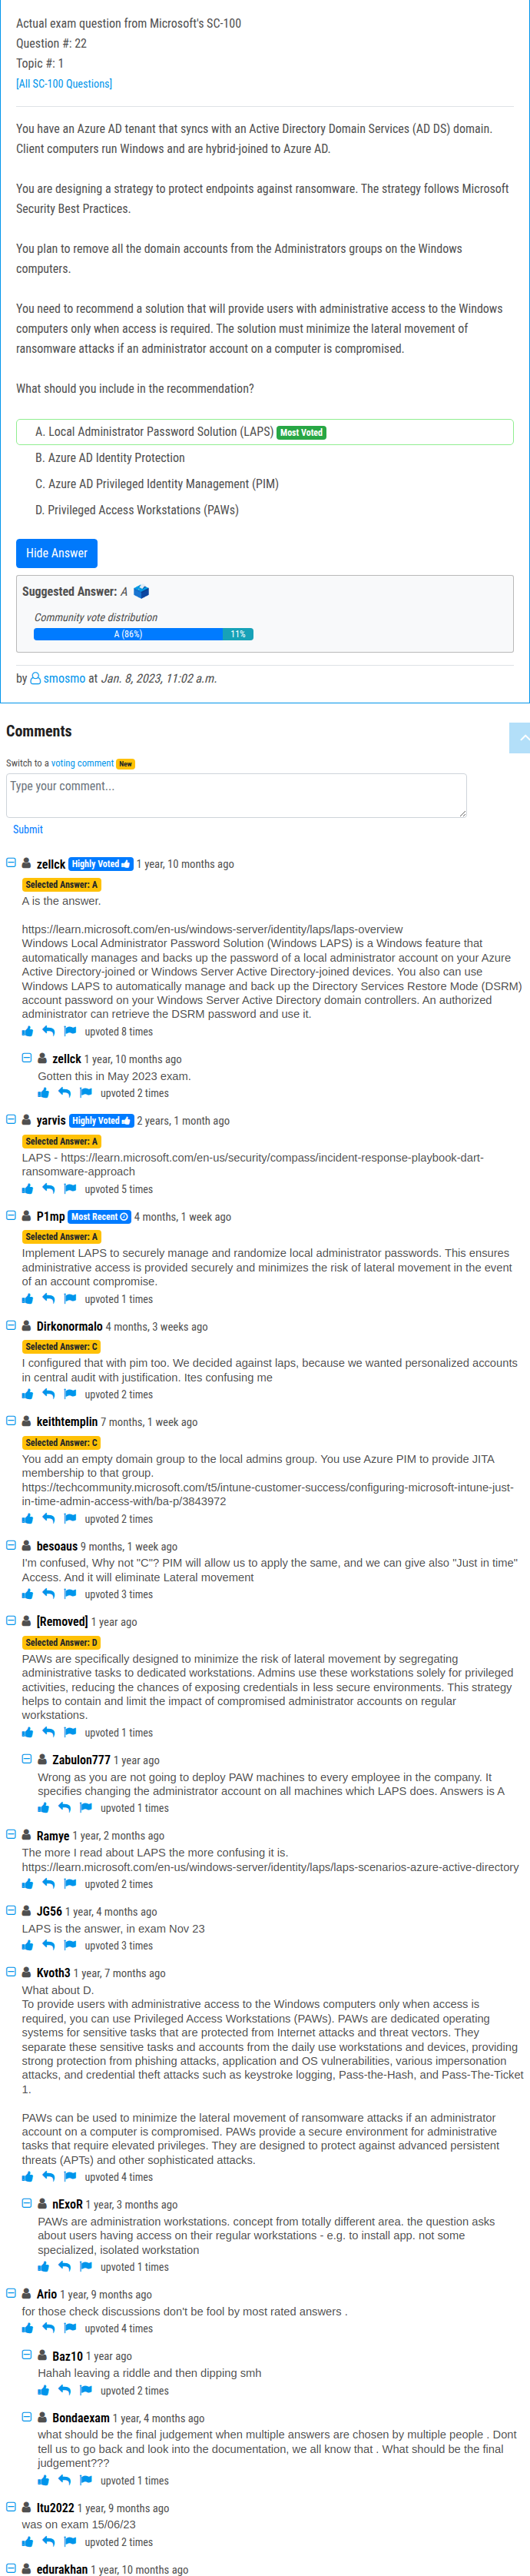 Actual exam question from Microsoft's SC-100
Question #: 22
Topic #: 1
[All SC-100 Questions]
You have an Azure AD tenant that syncs with an Active Directory Domain Services (AD DS) domain.
Client computers run Windows and are hybrid-joined to Azure AD.
You are designing a strategy to protect endpoints against ransomware. The strategy follows Microsoft
Security Best Practices.
You plan to remove all the domain accounts from the Administrators groups on the Windows
computers.
You need to recommend a solution that will provide users with administrative access to the Windows
computers only when access is required. The solution must minimize the lateral movement of
ransomware attacks if an administrator account on a computer is compromised.
What should you include in the recommendation?
A. Local Administrator Password Solution (LAPS) Most Voted
B. Azure AD Identity Protection
C. Azure AD Privileged Identity Management (PIM)
D. Privileged Access Workstations (PAWs)
Hide Answer
Suggested Answer: A
Community vote distribution
A (86%) 11%
by smosmo at Jan. 8, 2023, 11:02 a.m.
Comments
Switch to a voting comment New
Type your comment...
Submit
zellck Highly Voted 1 year, 10 months ago
Selected Answer: A
A is the answer.
https://learn.microsoft.com/en-us/windows-server/identity/laps/laps-overview
Windows Local Administrator Password Solution (Windows LAPS) is a Windows feature that
automatically manages and backs up the password of a local administrator account on your Azure
Active Directory-joined or Windows Server Active Directory-joined devices. You also can use
Windows LAPS to automatically manage and back up the Directory Services Restore Mode (DSRM)
account password on your Windows Server Active Directory domain controllers. An authorized
administrator can retrieve the DSRM password and use it.
upvoted 8 times
zellck 1 year, 10 months ago
Gotten this in May 2023 exam.
upvoted 2 times
yarvis Highly Voted 2 years, 1 month ago
Selected Answer: A
LAPS - https://learn.microsoft.com/en-us/security/compass/incident-response-playbook-dart-
ransomware-approach
upvoted 5 times
P1mp Most Recent 4 months, 1 week ago
Selected Answer: A
Implement LAPS to securely manage and randomize local administrator passwords. This ensures
administrative access is provided securely and minimizes the risk of lateral movement in the event
of an account compromise.
upvoted 1 times
Dirkonormalo 4 months, 3 weeks ago
Selected Answer: C
I configured that with pim too. We decided against laps, because we wanted personalized accounts
in central audit with justification. Ites confusing me
upvoted 2 times
keithtemplin 7 months, 1 week ago
Selected Answer: C
You add an empty domain group to the local admins group. You use Azure PIM to provide JITA
membership to that group.
https://techcommunity.microsoft.com/t5/intune-customer-success/configuring-microsoft-intune-just-
in-time-admin-access-with/ba-p/3843972
upvoted 2 times
besoaus 9 months, 1 week ago
I'm confused, Why not "C"? PIM will allow us to apply the same, and we can give also "Just in time"
Access. And it will eliminate Lateral movement
upvoted 3 times
[Removed] 1 year ago
Selected Answer: D
PAWs are specifically designed to minimize the risk of lateral movement by segregating
administrative tasks to dedicated workstations. Admins use these workstations solely for privileged
activities, reducing the chances of exposing credentials in less secure environments. This strategy
helps to contain and limit the impact of compromised administrator accounts on regular
workstations.
upvoted 1 times
Zabulon777 1 year ago
Wrong as you are not going to deploy PAW machines to every employee in the company. It
specifies changing the administrator account on all machines which LAPS does. Answers is A
upvoted 1 times
Ramye 1 year, 2 months ago
The more I read about LAPS the more confusing it is.
https://learn.microsoft.com/en-us/windows-server/identity/laps/laps-scenarios-azure-active-directory
upvoted 2 times
JG56 1 year, 4 months ago
LAPS is the answer, in exam Nov 23
upvoted 3 times
Kvoth3 1 year, 7 months ago
What about D.
To provide users with administrative access to the Windows computers only when access is
required, you can use Privileged Access Workstations (PAWs). PAWs are dedicated operating
systems for sensitive tasks that are protected from Internet attacks and threat vectors. They
separate these sensitive tasks and accounts from the daily use workstations and devices, providing
strong protection from phishing attacks, application and OS vulnerabilities, various impersonation
attacks, and credential theft attacks such as keystroke logging, Pass-the-Hash, and Pass-The-Ticket
1.
PAWs can be used to minimize the lateral movement of ransomware attacks if an administrator
account on a computer is compromised. PAWs provide a secure environment for administrative
tasks that require elevated privileges. They are designed to protect against advanced persistent
threats (APTs) and other sophisticated attacks.
upvoted 4 times
nExoR 1 year, 3 months ago
PAWs are administration workstations. concept from totally different area. the question asks
about users having access on their regular workstations - e.g. to install app. not some
specialized, isolated workstation
upvoted 1 times
Ario 1 year, 9 months ago
for those check discussions don't be fool by most rated answers .
upvoted 4 times
Baz10 1 year ago
Hahah leaving a riddle and then dipping smh
upvoted 2 times
Bondaexam 1 year, 4 months ago
what should be the final judgement when multiple answers are chosen by multiple people . Dont
tell us to go back and look into the documentation, we all know that . What should be the final
judgement???
upvoted 1 times
Itu2022 1 year, 9 months ago
was on exam 15/06/23
upvoted 2 times
edurakhan 1 year, 10 months ago